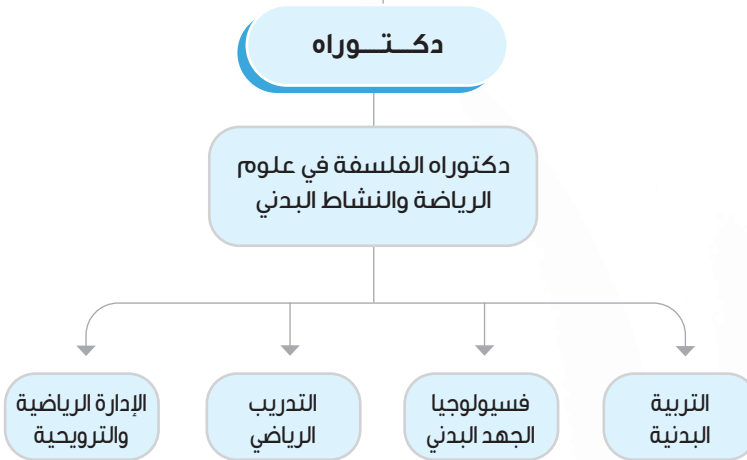 دكـــتـــوراه
دكتوراه الفلسفة في علوم
الرياضة والنشاط البدني
التربية
البدنية
فسيولوجيا
الجهد البدني
التدريب
الرياضي
الإدارة الرياضية
والترويحية